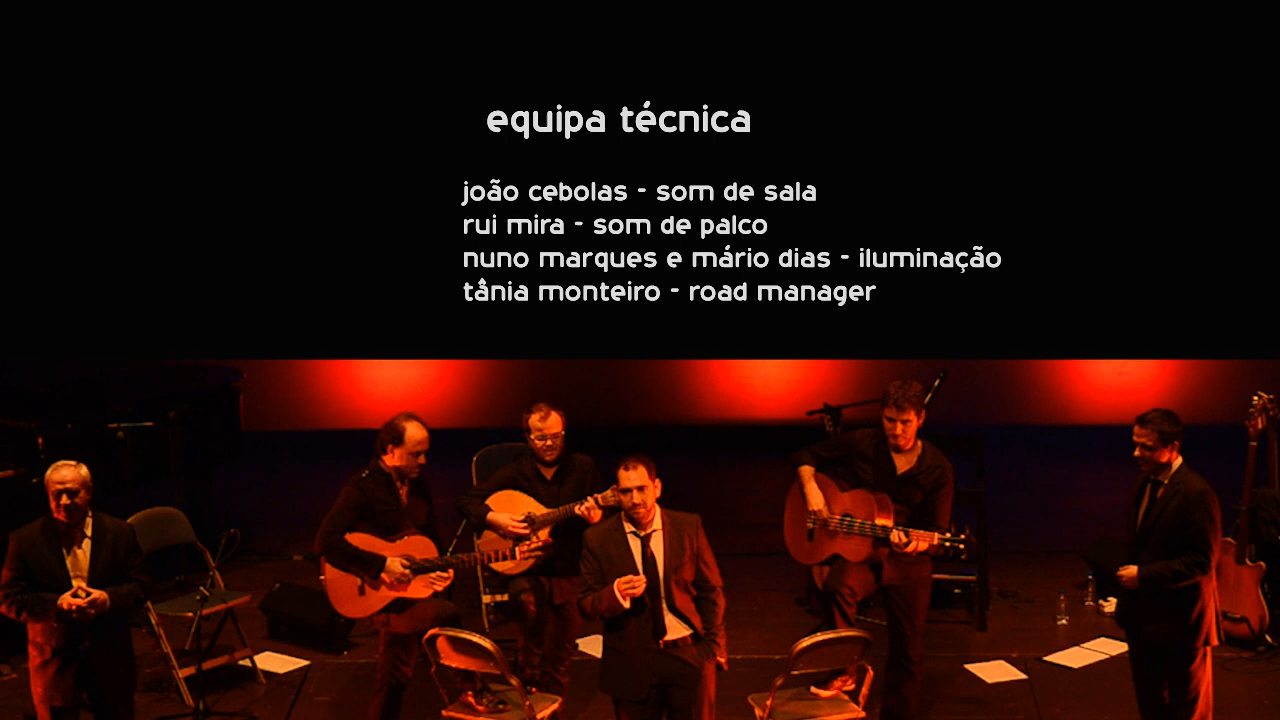 equipa técnica
joão cebolas - som de sala
rui mira - som de palco
nuno marques e mário dias - iluminação
tânia monteiro - road manager